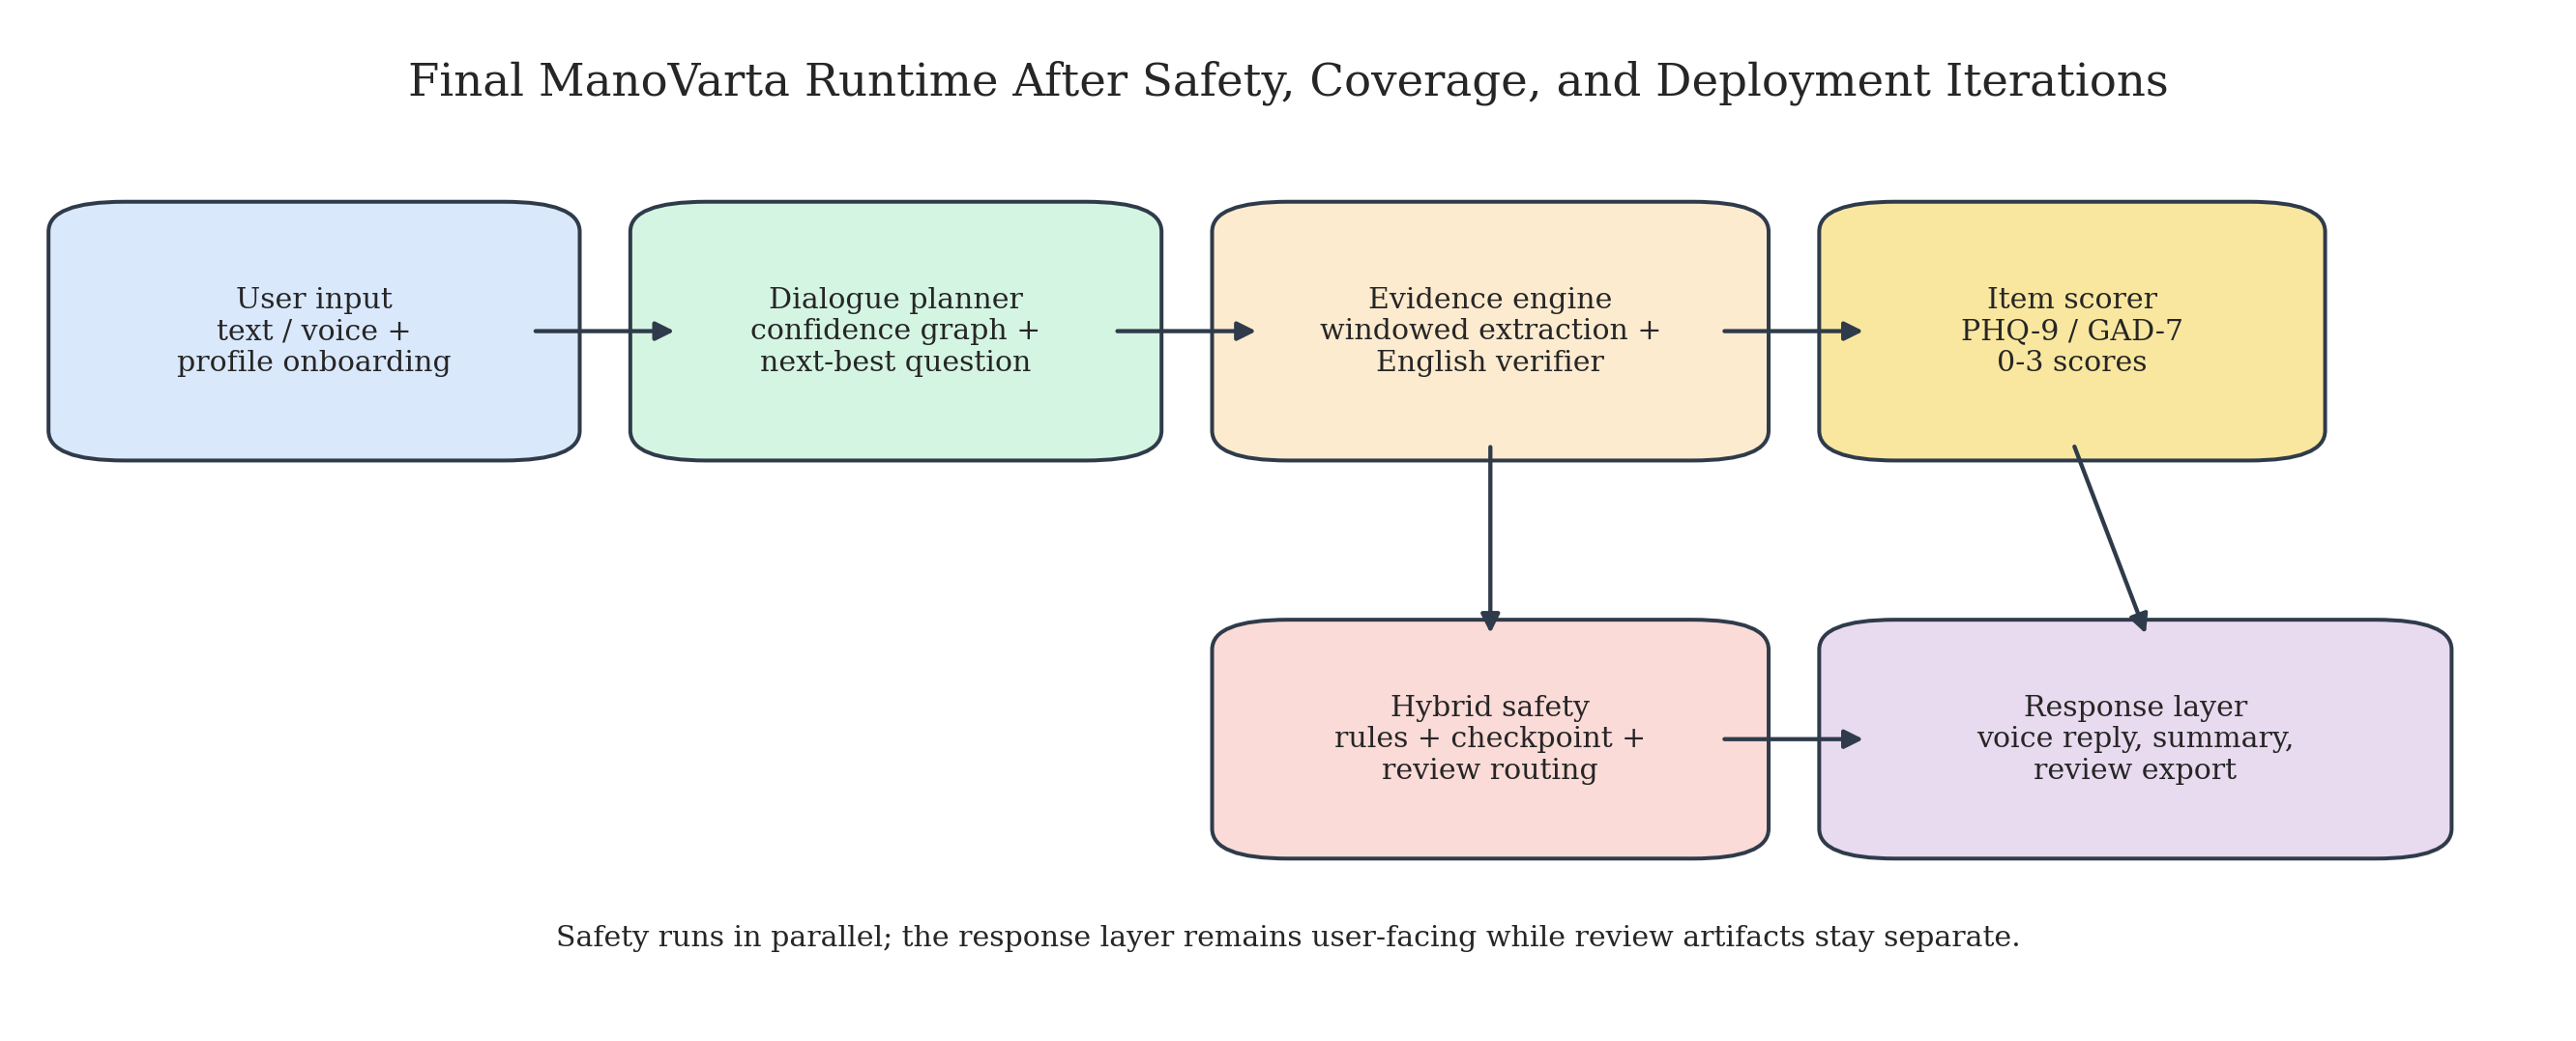 Final ManoVarta Runtime After Safety, Coverage, and Deployment Iterations
User input
text / voice +
profile onboarding
Dialogue planner
confidence graph +
next-best question
Evidence engine
windowed extraction +
English verifier
Item scorer
PHQ-9 / GAD-7
0-3 scores
Hybrid safety
rules + checkpoint +
review routing
Response layer
voice reply, summary,
review export
Safety runs in parallel; the response layer remains user-facing while review artifacts stay separate.